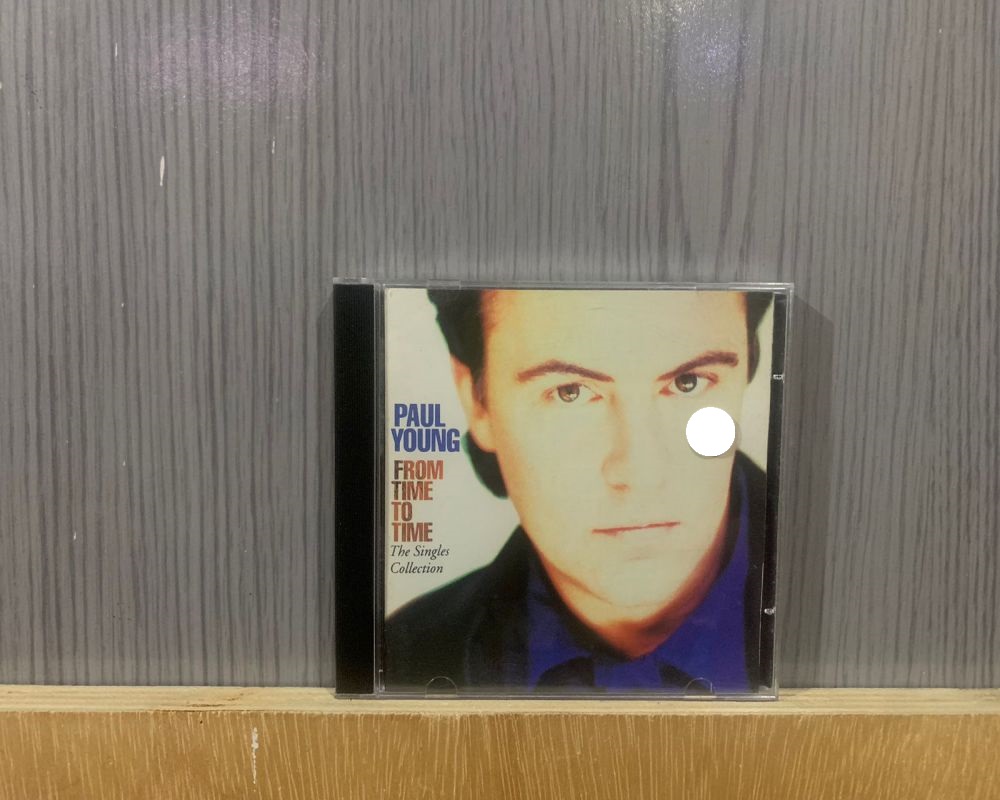 PAUL
YOUNG
FROM
TIME
TO
TIME
The Singles
Collection